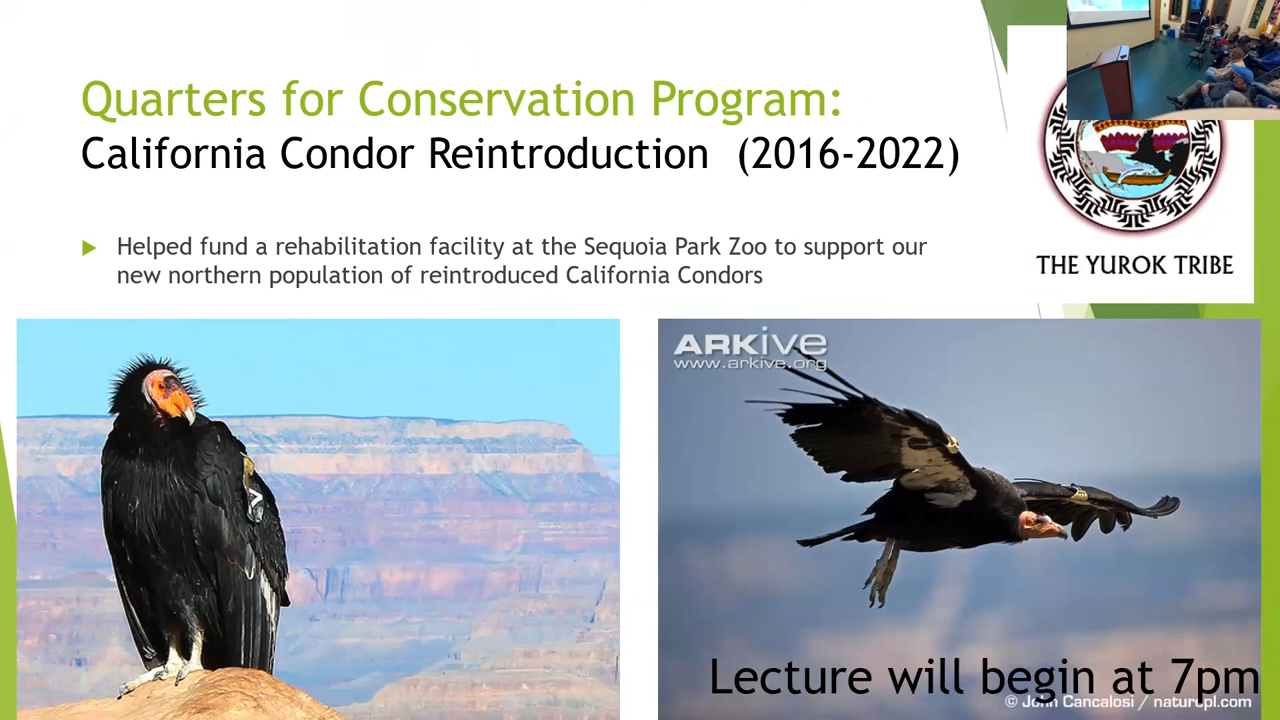 Quarters for Conservation Program:
California Condor Reintroduction (2016-2022)
Helped fund a rehabilitation facility at the Sequoia Park Zoo to support our
new northern population of reintroduced California Condors
THE YUROK TRIBE
ARKive
www.arkive.org
Lecture will begin at 7pm
© John Cancalosi / naturepl.com